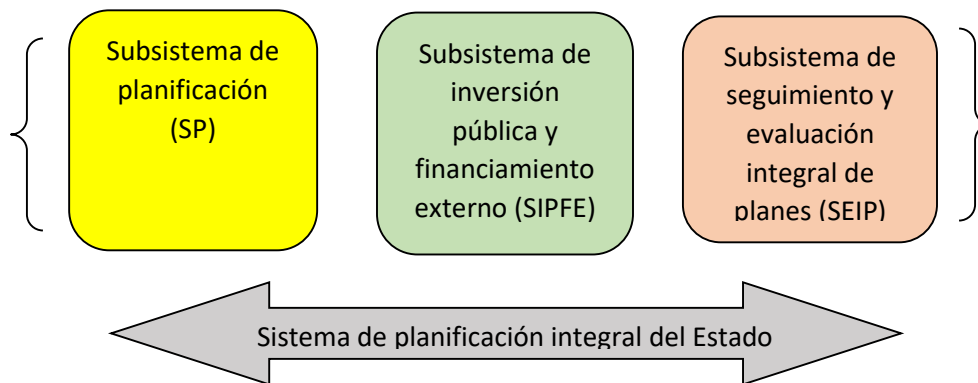 Subsistema de
planificación
(SP)
Subsistema de
inversión
pública y
financiamiento
externo (SIPFE)
Subsistema de
seguimiento y
evaluación
integral de
planes (SEIP)
Sistema de planificación integral del Estado